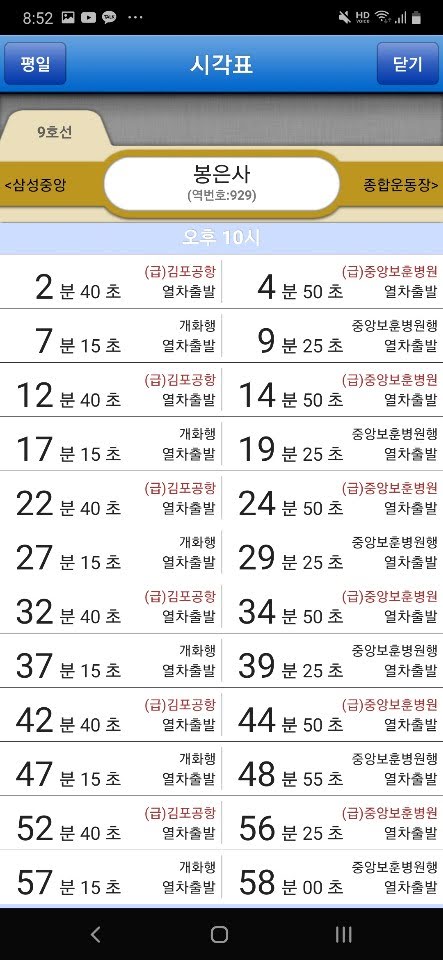 8:52
HD
VOICE
평일
시각표
닫기
9호선
<삼성중앙
봉은사
(역번호:929)
종합운동장>
오후 10시
2 분 40 초 (급)김포공항 열차출발
4 분 50 초 (급)중앙보훈병원 열차출발
7 분 15 초 개화행 열차출발
9 분 25 초 중앙보훈병원행 열차출발
12 분 40 초 (급)김포공항 열차출발
14 분 50 초 (급)중앙보훈병원 열차출발
17 분 15 초 개화행 열차출발
19 분 25 초 중앙보훈병원행 열차출발
22 분 40 초 (급)김포공항 열차출발
24 분 50 초 (급)중앙보훈병원 열차출발
27 분 15 초 개화행 열차출발
29 분 25 초 중앙보훈병원행 열차출발
32 분 40 초 (급)김포공항 열차출발
34 분 50 초 (급)중앙보훈병원 열차출발
37 분 15 초 개화행 열차출발
39 분 25 초 중앙보훈병원행 열차출발
42 분 40 초 (급)김포공항 열차출발
44 분 50 초 (급)중앙보훈병원 열차출발
47 분 15 초 개화행 열차출발
48 분 55 초 중앙보훈병원행 열차출발
52 분 40 초 (급)김포공항 열차출발
56 분 25 초 (급)중앙보훈병원 열차출발
57 분 15 초 개화행 열차출발
58 분 00 초 중앙보훈병원행 열차출발